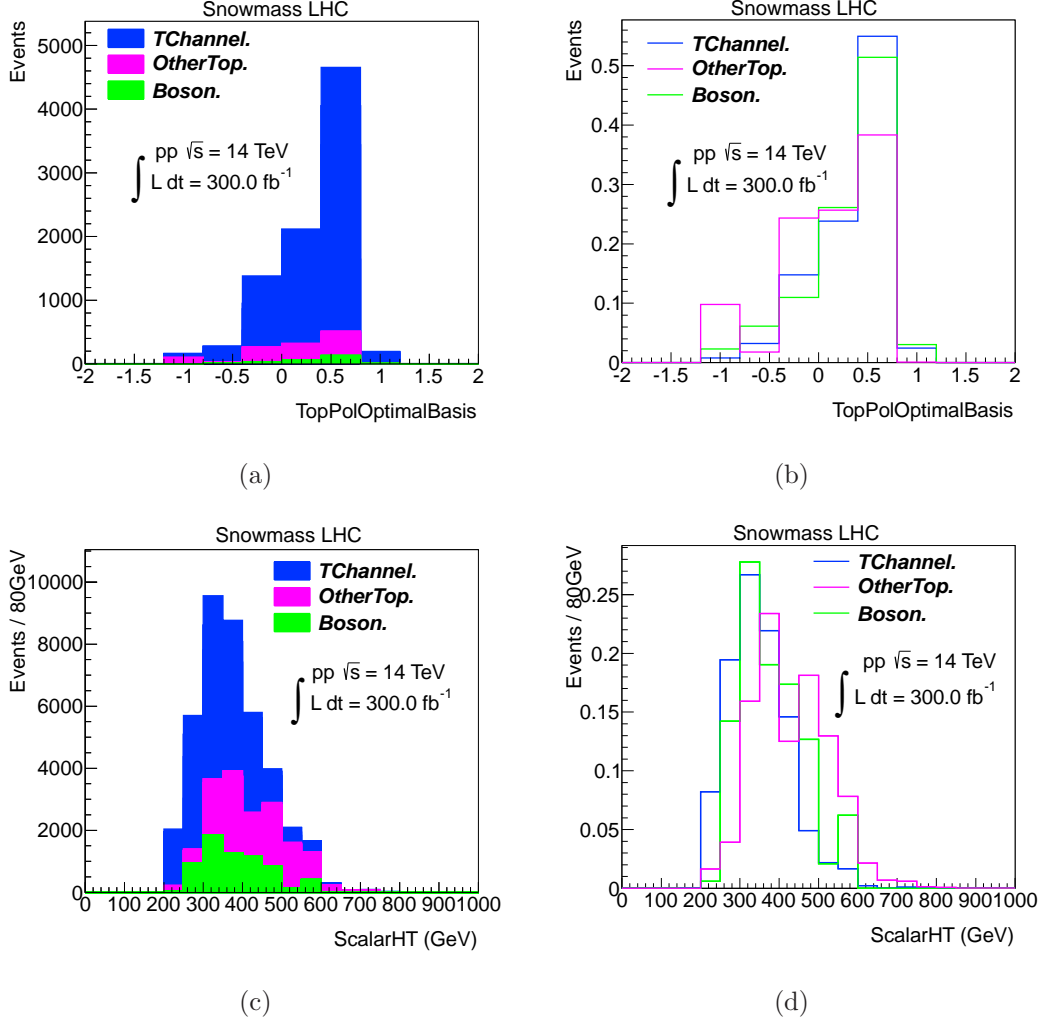 Snowmass LHC
Events
5000
4000
3000
2000
1000
0
TChannel.
OtherTop.
Boson.
∫ pp √s = 14 TeV
L dt = 300.0 fb⁻¹
-2 -1.5 -1 -0.5 0 0.5 1 1.5 2
TopPolOptimalBasis
(a)
Snowmass LHC
Events
0.5
0.4
0.3
0.2
0.1
0
TChannel.
OtherTop.
Boson.
∫ pp √s = 14 TeV
L dt = 300.0 fb⁻¹
-2 -1.5 -1 -0.5 0 0.5 1 1.5 2
TopPolOptimalBasis
(b)
Snowmass LHC
Events / 80GeV
10000
8000
6000
4000
2000
0
TChannel.
OtherTop.
Boson.
∫ pp √s = 14 TeV
L dt = 300.0 fb⁻¹
0 100 200 300 400 500 600 700 800 900 1000
ScalarHT (GeV)
(c)
Snowmass LHC
Events / 80GeV
0.25
0.2
0.15
0.1
0.05
0
TChannel.
OtherTop.
Boson.
∫ pp √s = 14 TeV
L dt = 300.0 fb⁻¹
0 100 200 300 400 500 600 700 800 900 1000
ScalarHT (GeV)
(d)